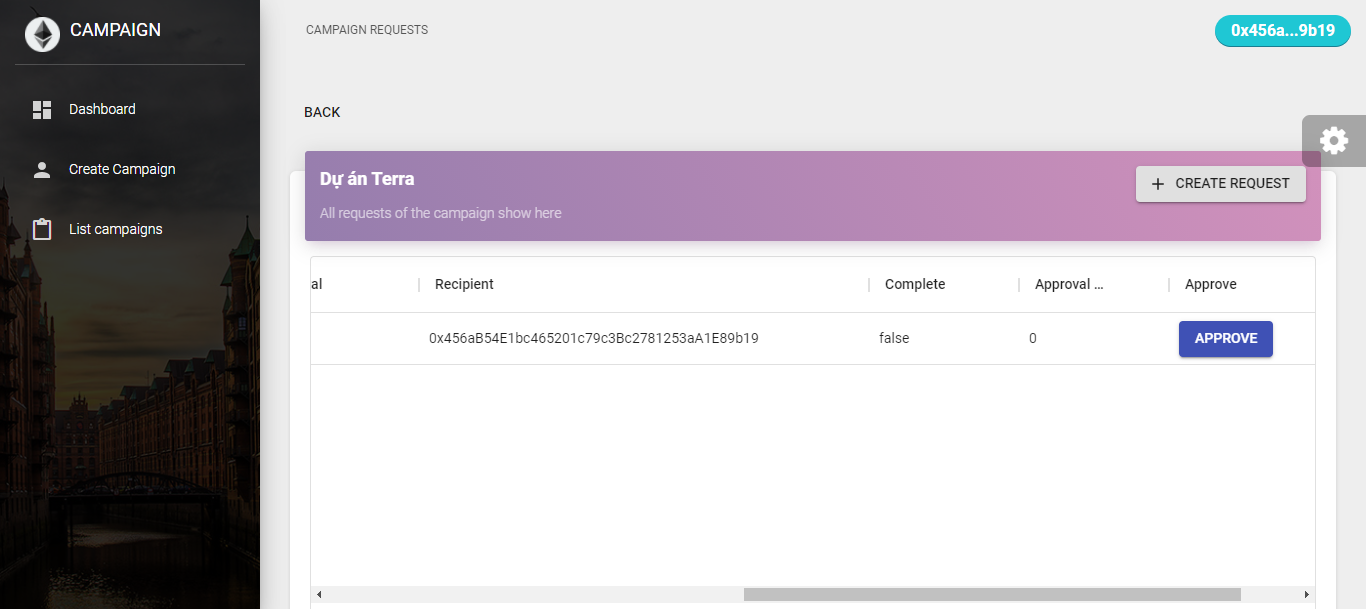 CAMPAIGN
Dashboard
Create Campaign
List campaigns
CAMPAIGN REQUESTS
0x456a...9b19
BACK
Dự án Terra
All requests of the campaign show here
CREATE REQUEST
al
Recipient
Complete
Approval ...
Approve
0x456aB54E1bc465201c79c3Bc2781253aA1E89b19
false
0
APPROVE